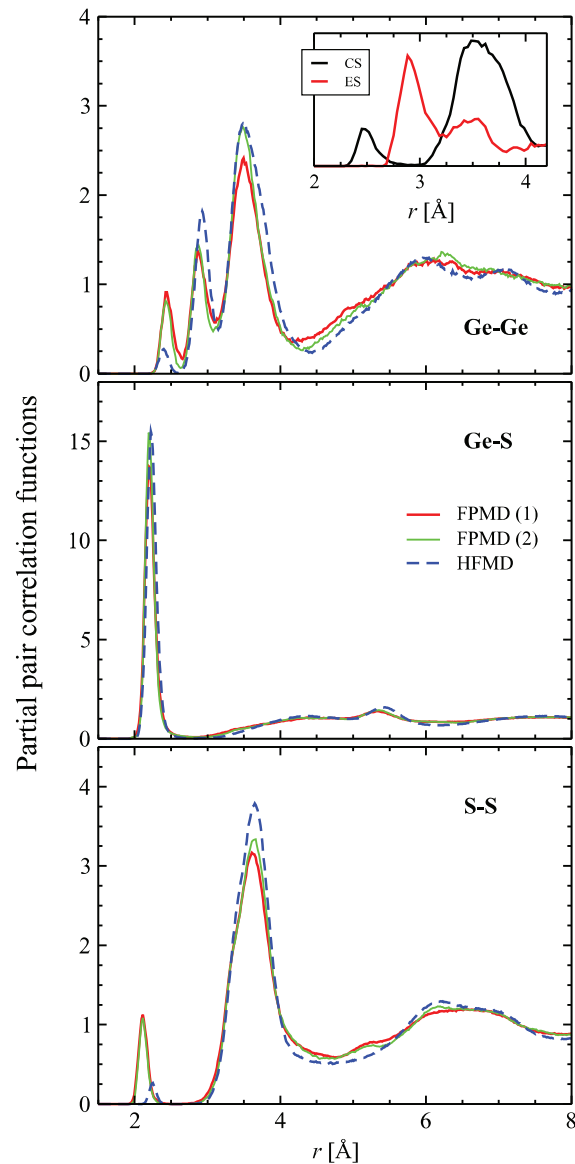 Partial pair correlation functions
4
3
2
1
0
CS
ES
2
3
4
r [Å]
Ge-Ge
15
10
5
0
Ge-S
FPMD (1)
FPMD (2)
HFMD
4
3
2
1
0
S-S
2
4
6
8
r [Å]